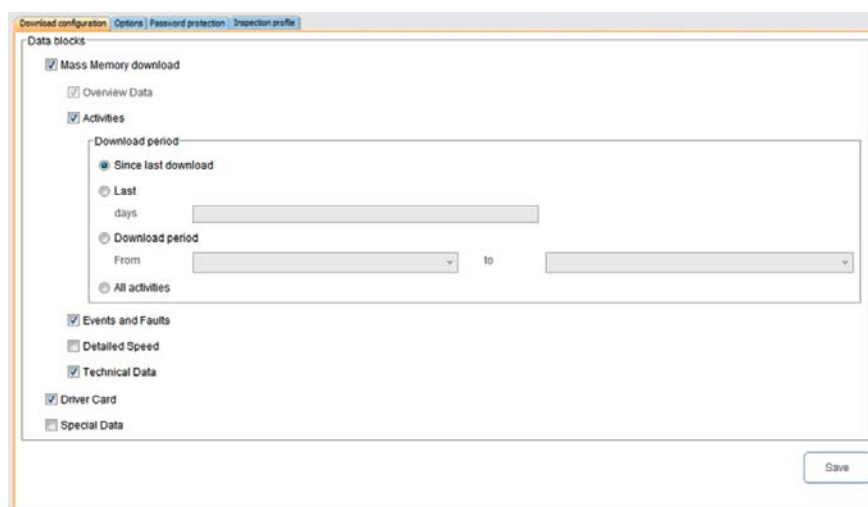 Download configuration Options Password protection Inspection profile
Data blocks
Mass Memory download
Overview Data
Activities
Download period
Since last download
Last
days
Download period
From to
All activities
Events and Faults
Detailed Speed
Technical Data
Driver Card
Special Data
Save